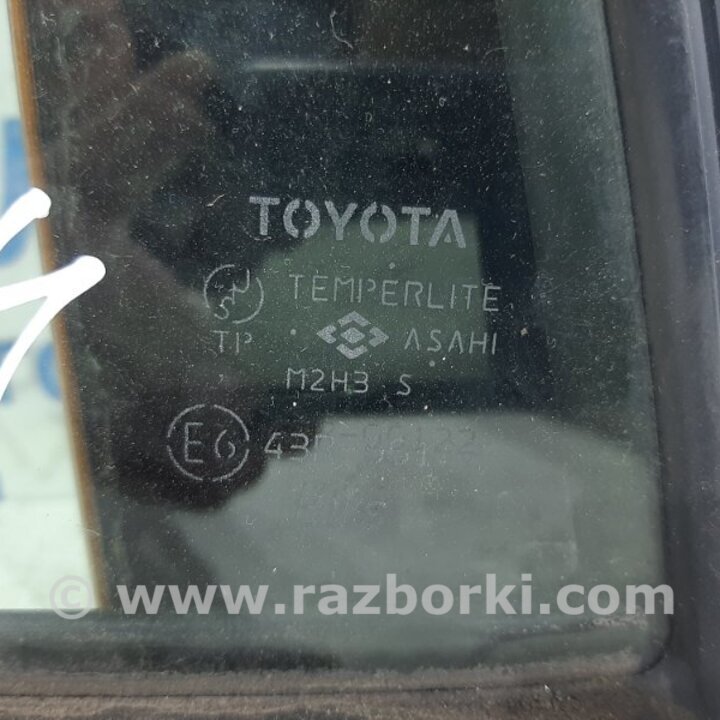 TOYOTA
TEMPERLITE
TP ASAHI
M2H3 S
E6
© www.razborki.com